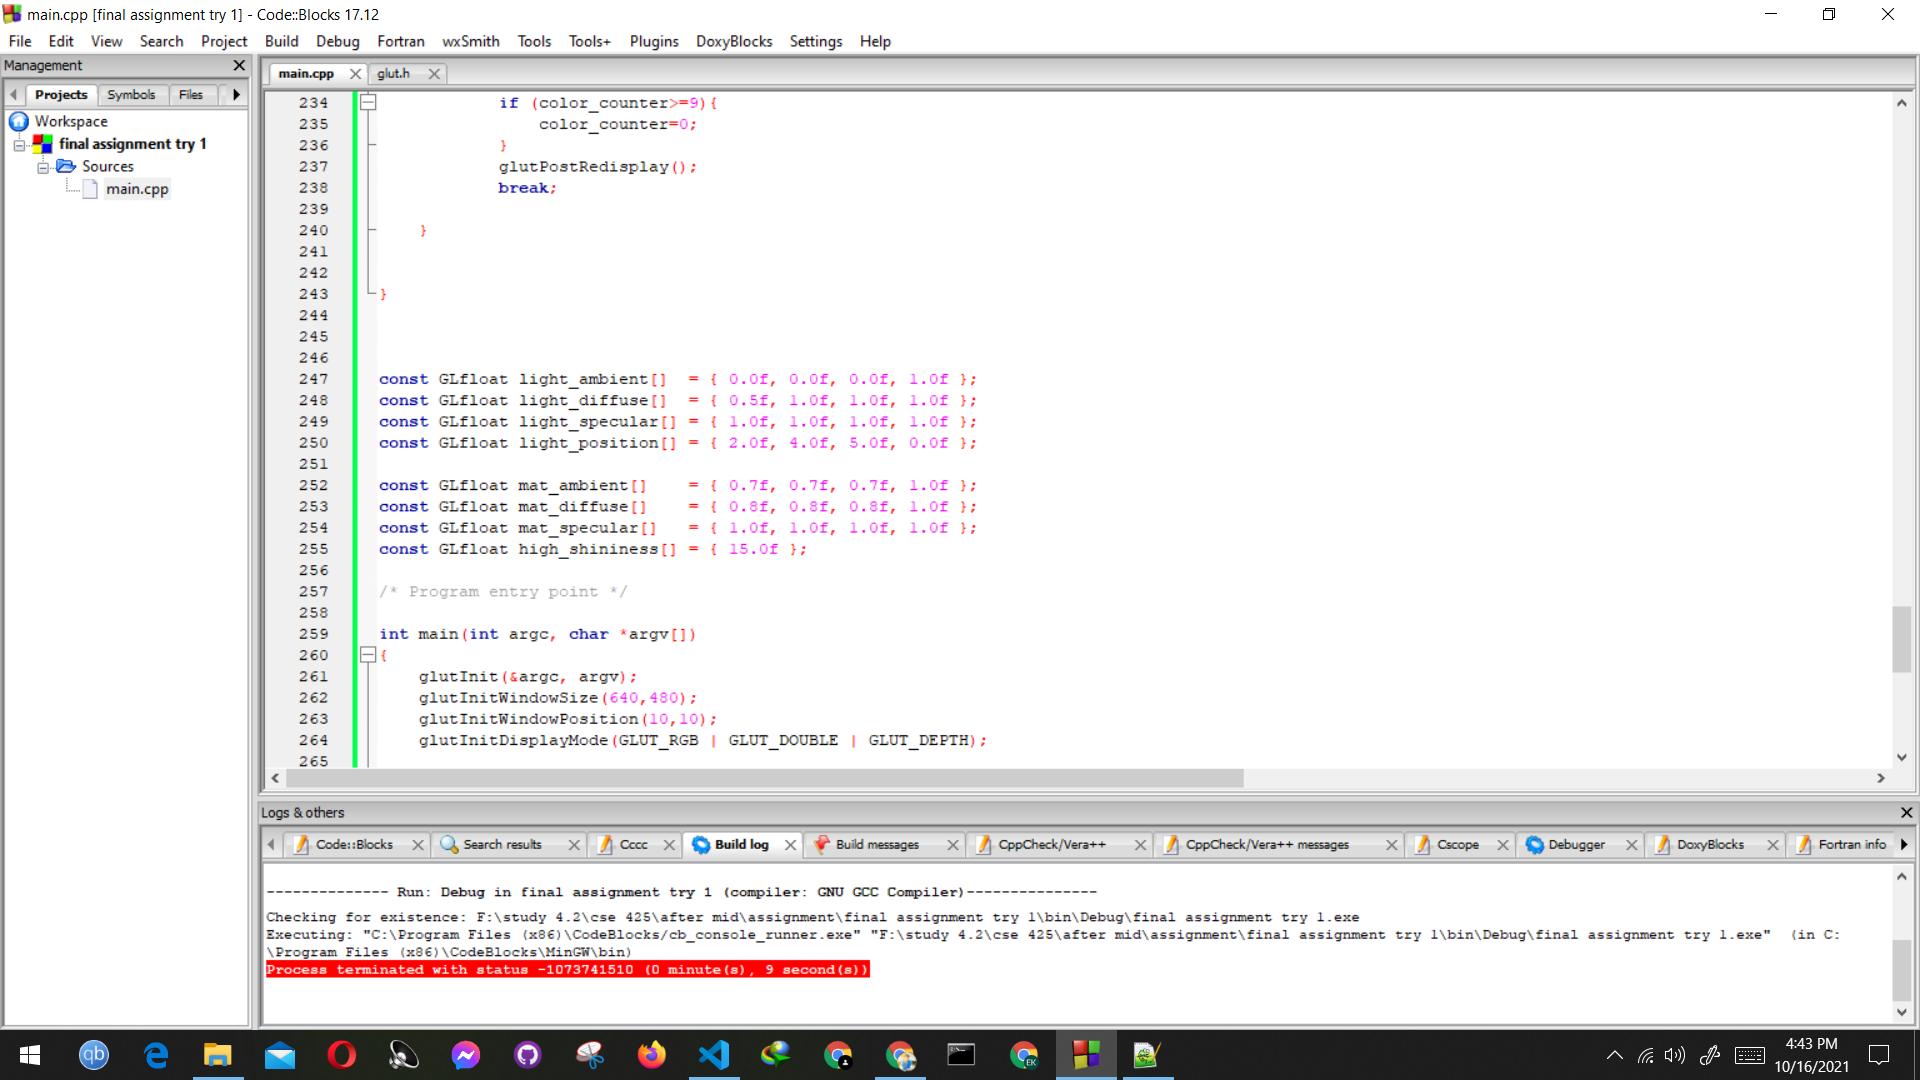 main.cpp [final assignment try 1] - Code::Blocks 17.12
File Edit View Search Project Build Debug Fortran wxSmith Tools Tools+ Plugins DoxyBlocks Settings Help
Management
Projects Symbols Files
Workspace
final assignment try 1
Sources
main.cpp
main.cpp glut.h
234 if (color_counter>=9){
235 color_counter=0;
236 }
237 glutPostRedisplay();
238 break;
239
240 }
241
242
243 }
244
245
246
247 const GLfloat light_ambient[] = { 0.0f, 0.0f, 0.0f, 1.0f };
248 const GLfloat light_diffuse[] = { 0.5f, 1.0f, 1.0f, 1.0f };
249 const GLfloat light_specular[] = { 1.0f, 1.0f, 1.0f, 1.0f };
250 const GLfloat light_position[] = { 2.0f, 4.0f, 5.0f, 0.0f };
251
252 const GLfloat mat_ambient[] = { 0.7f, 0.7f, 0.7f, 1.0f };
253 const GLfloat mat_diffuse[] = { 0.8f, 0.8f, 0.8f, 1.0f };
254 const GLfloat mat_specular[] = { 1.0f, 1.0f, 1.0f, 1.0f };
255 const GLfloat high_shininess[] = { 15.0f };
256
257 /* Program entry point */
258
259 int main(int argc, char *argv[])
260 {
261 glutInit(&argc, argv);
262 glutInitWindowSize(640,480);
263 glutInitWindowPosition(10,10);
264 glutInitDisplayMode(GLUT_RGB | GLUT_DOUBLE | GLUT_DEPTH);
265
Logs & others
Code::Blocks Search results Cccc Build log Build messages CppCheck/Vera++ CppCheck/Vera++ messages Cscope Debugger DoxyBlocks Fortran info
-------------- Run: Debug in final assignment try 1 (compiler: GNU GCC Compiler)---------------
Checking for existence: F:\study 4.2\cse 425\after mid\assignment\final assignment try 1\bin\Debug\final assignment try 1.exe
Executing: "C:\Program Files (x86)\CodeBlocks/cb_console_runner.exe" "F:\study 4.2\cse 425\after mid\assignment\final assignment try 1\bin\Debug\final assignment try 1.exe" (in C:
\Program Files (x86)\CodeBlocks\MinGW\bin)
Process terminated with status -1073741510 (0 minute(s), 9 second(s))
qb
EK
4:43 PM
10/16/2021